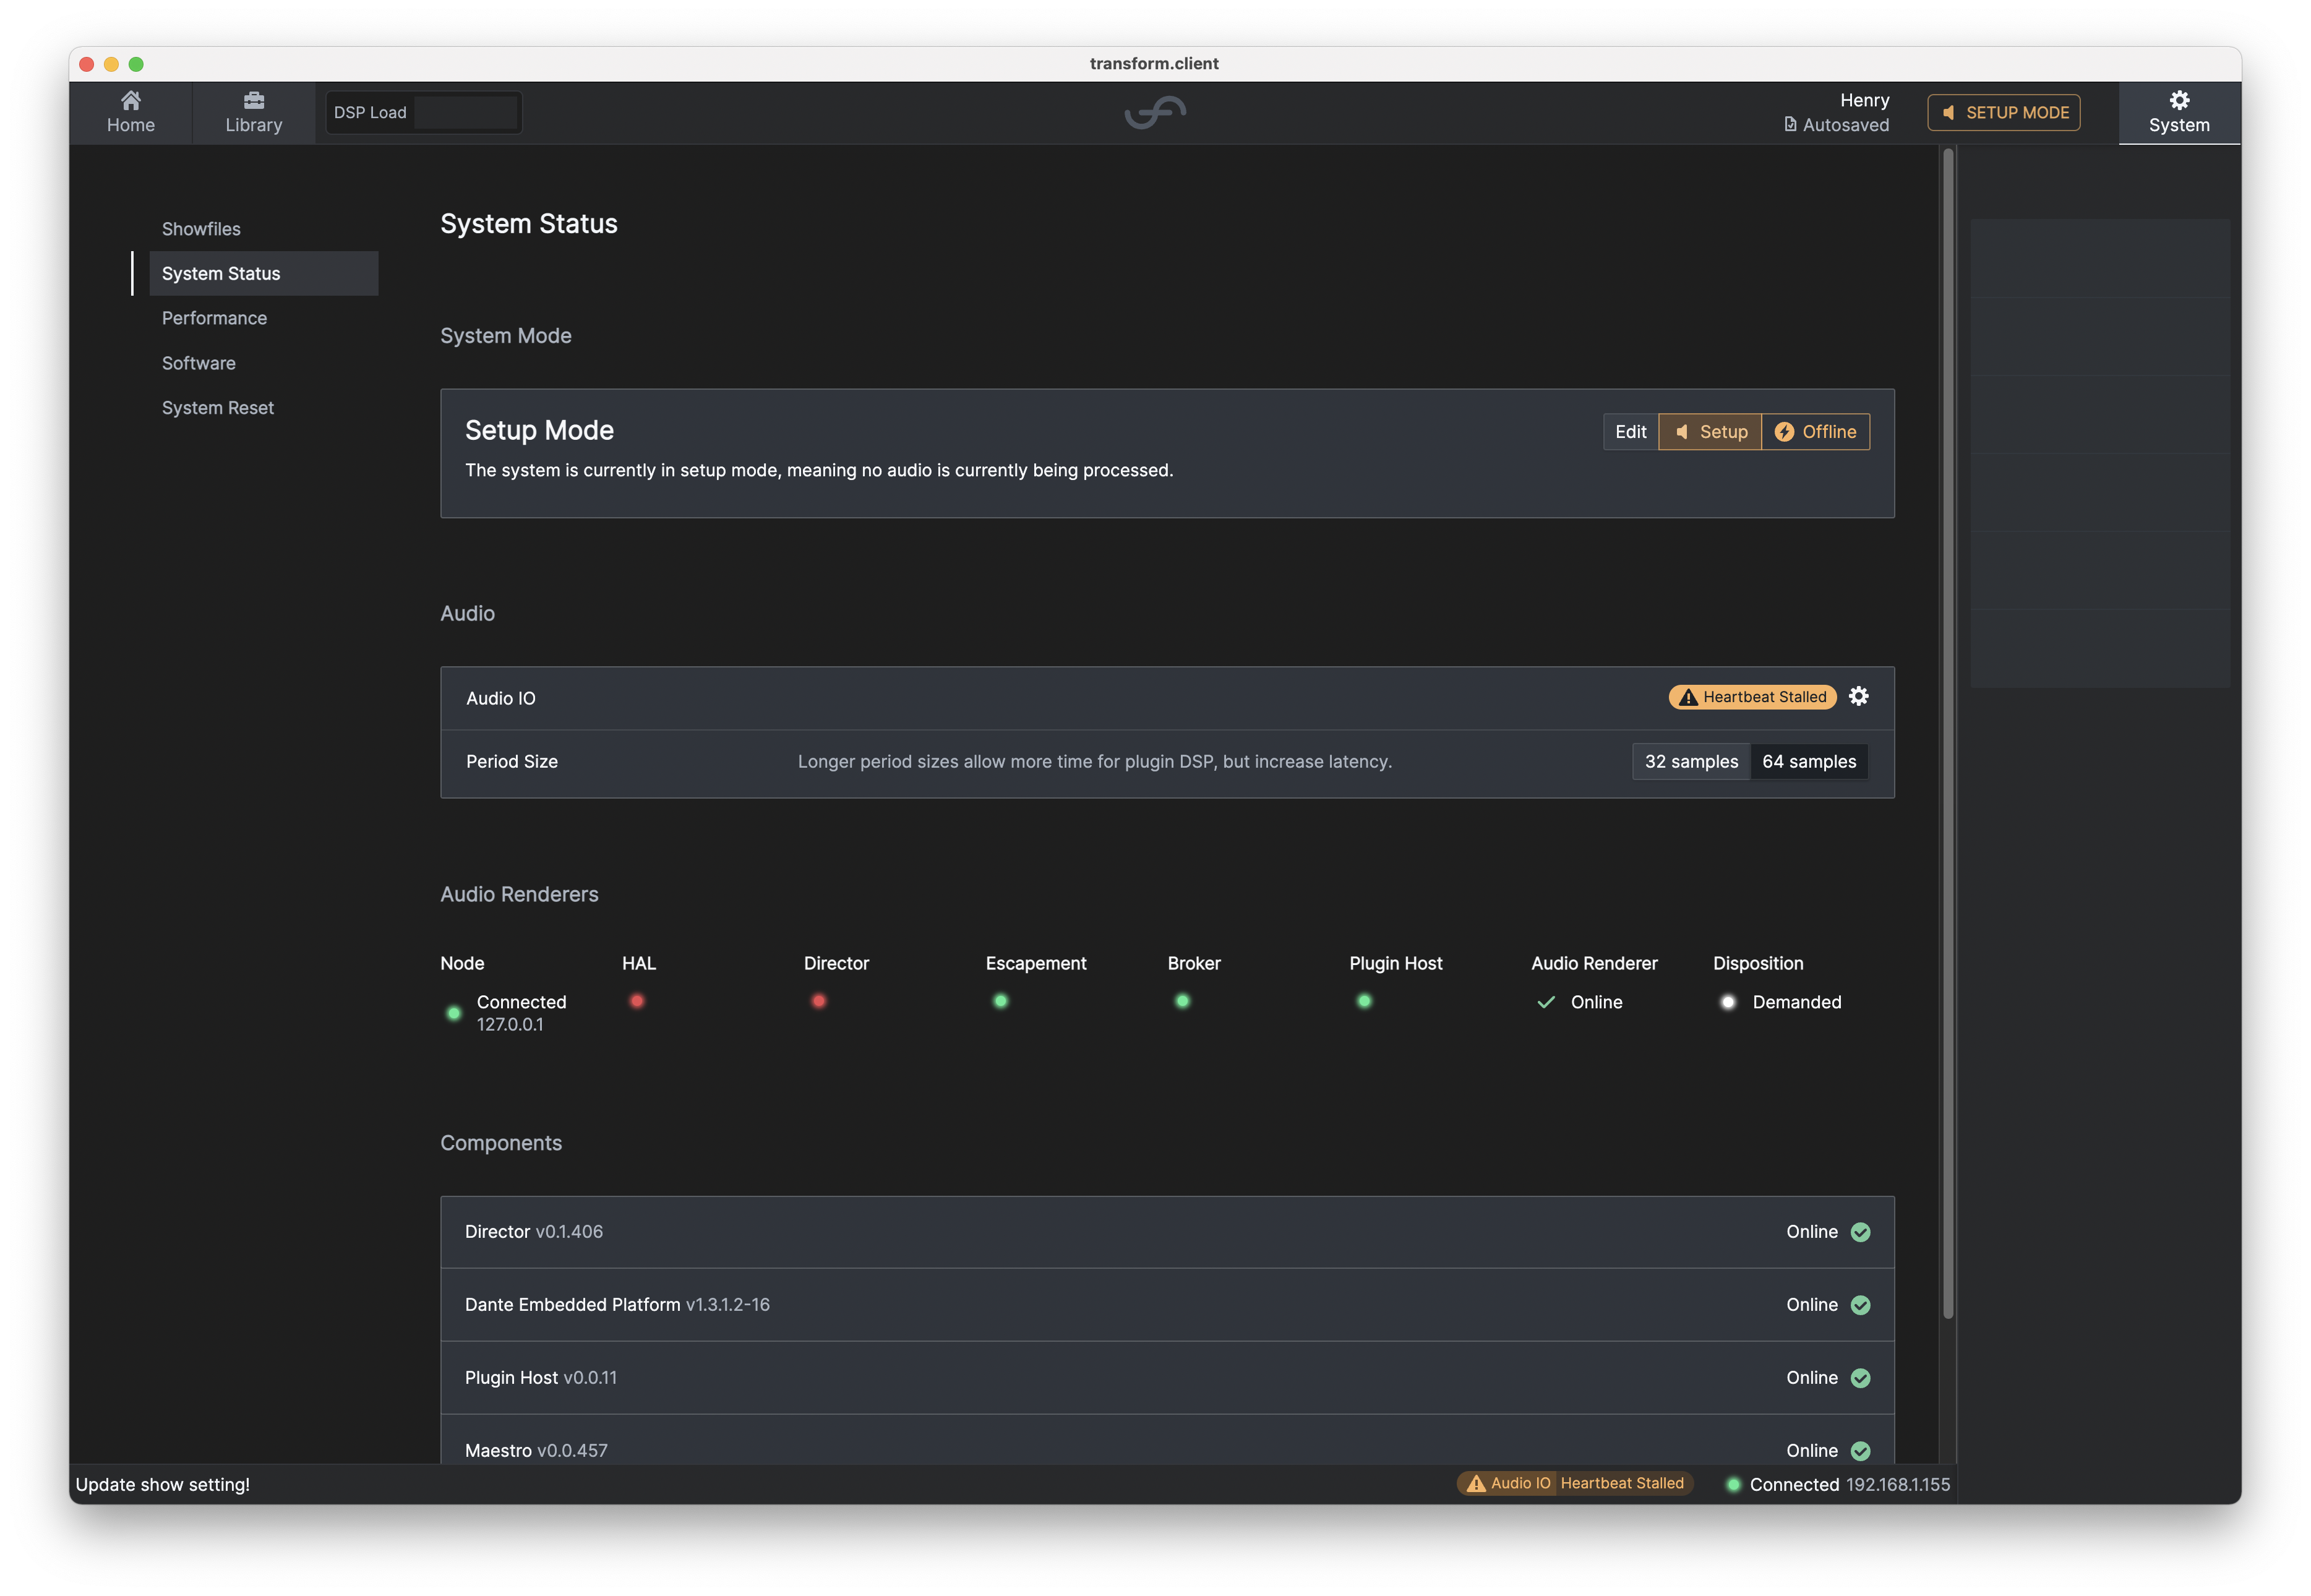 transform.client
Home
Library
DSP Load
Henry
Autosaved
SETUP MODE
System
Showfiles
System Status
Performance
Software
System Reset
System Status
System Mode
Setup Mode
Edit
Setup
Offline
The system is currently in setup mode, meaning no audio is currently being processed.
Audio
Audio IO
Heartbeat Stalled
Period Size
Longer period sizes allow more time for plugin DSP, but increase latency.
32 samples
64 samples
Audio Renderers
Node
HAL
Director
Escapement
Broker
Plugin Host
Audio Renderer
Disposition
Connected
127.0.0.1
Online
Demanded
Components
Director v0.1.406
Online
Dante Embedded Platform v1.3.1.2-16
Online
Plugin Host v0.0.11
Online
Maestro v0.0.457
Online
Update show setting!
Audio IO Heartbeat Stalled
Connected 192.168.1.155